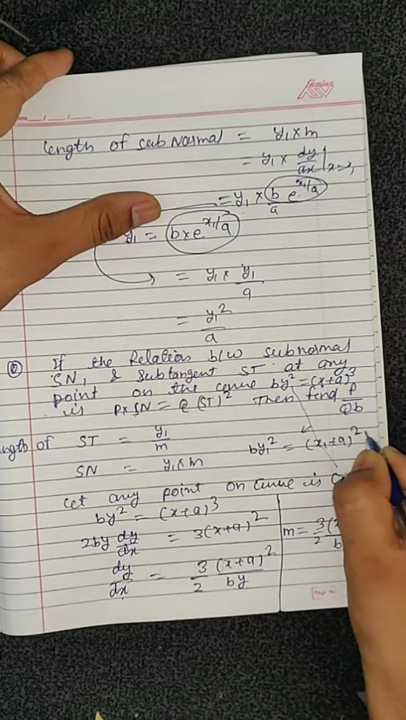 length of subNormal = y₁ x m
= y₁ x dy/dx
= y₁ x b/a e^x₁/a
y₁ = b x e^x₁/a
= y₁ x y₁/a
= y₁²/a
If the Relation b/w subnormal
SN, & Subtangent ST at any
point on the curve by² = (x+a)³
is P x SN = Q (ST)² Then find P/Qb
length of ST = y₁/m
SN = y₁ x m
by₁² = (x₁+a)²
let any point on curve is
by² = (x+a)³
2by dy/dx = 3(x+a)²
m = 3/2
dy/dx = 3/2 (x+a)²/by